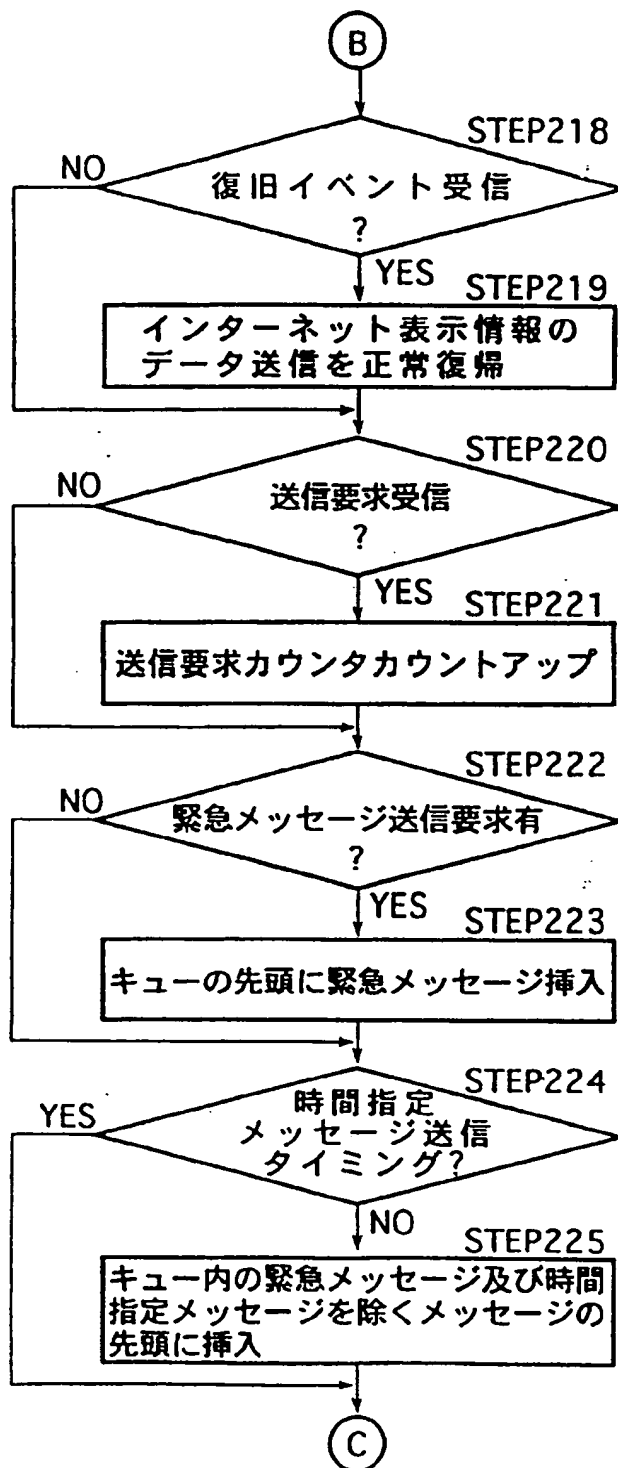 B
STEP218
NO
復旧イベント受信
?
YES
STEP219
インターネット表示情報の
データ送信を正常復帰
STEP220
NO
送信要求受信
?
YES
STEP221
送信要求カウンタカウントアップ
STEP222
NO
緊急メッセージ送信要求有
?
YES
STEP223
キューの先頭に緊急メッセージ挿入
STEP224
YES
時間指定
メッセージ送信
タイミング?
NO
STEP225
キュー内の緊急メッセージ及び時間
指定メッセージを除くメッセージの
先頭に挿入
C